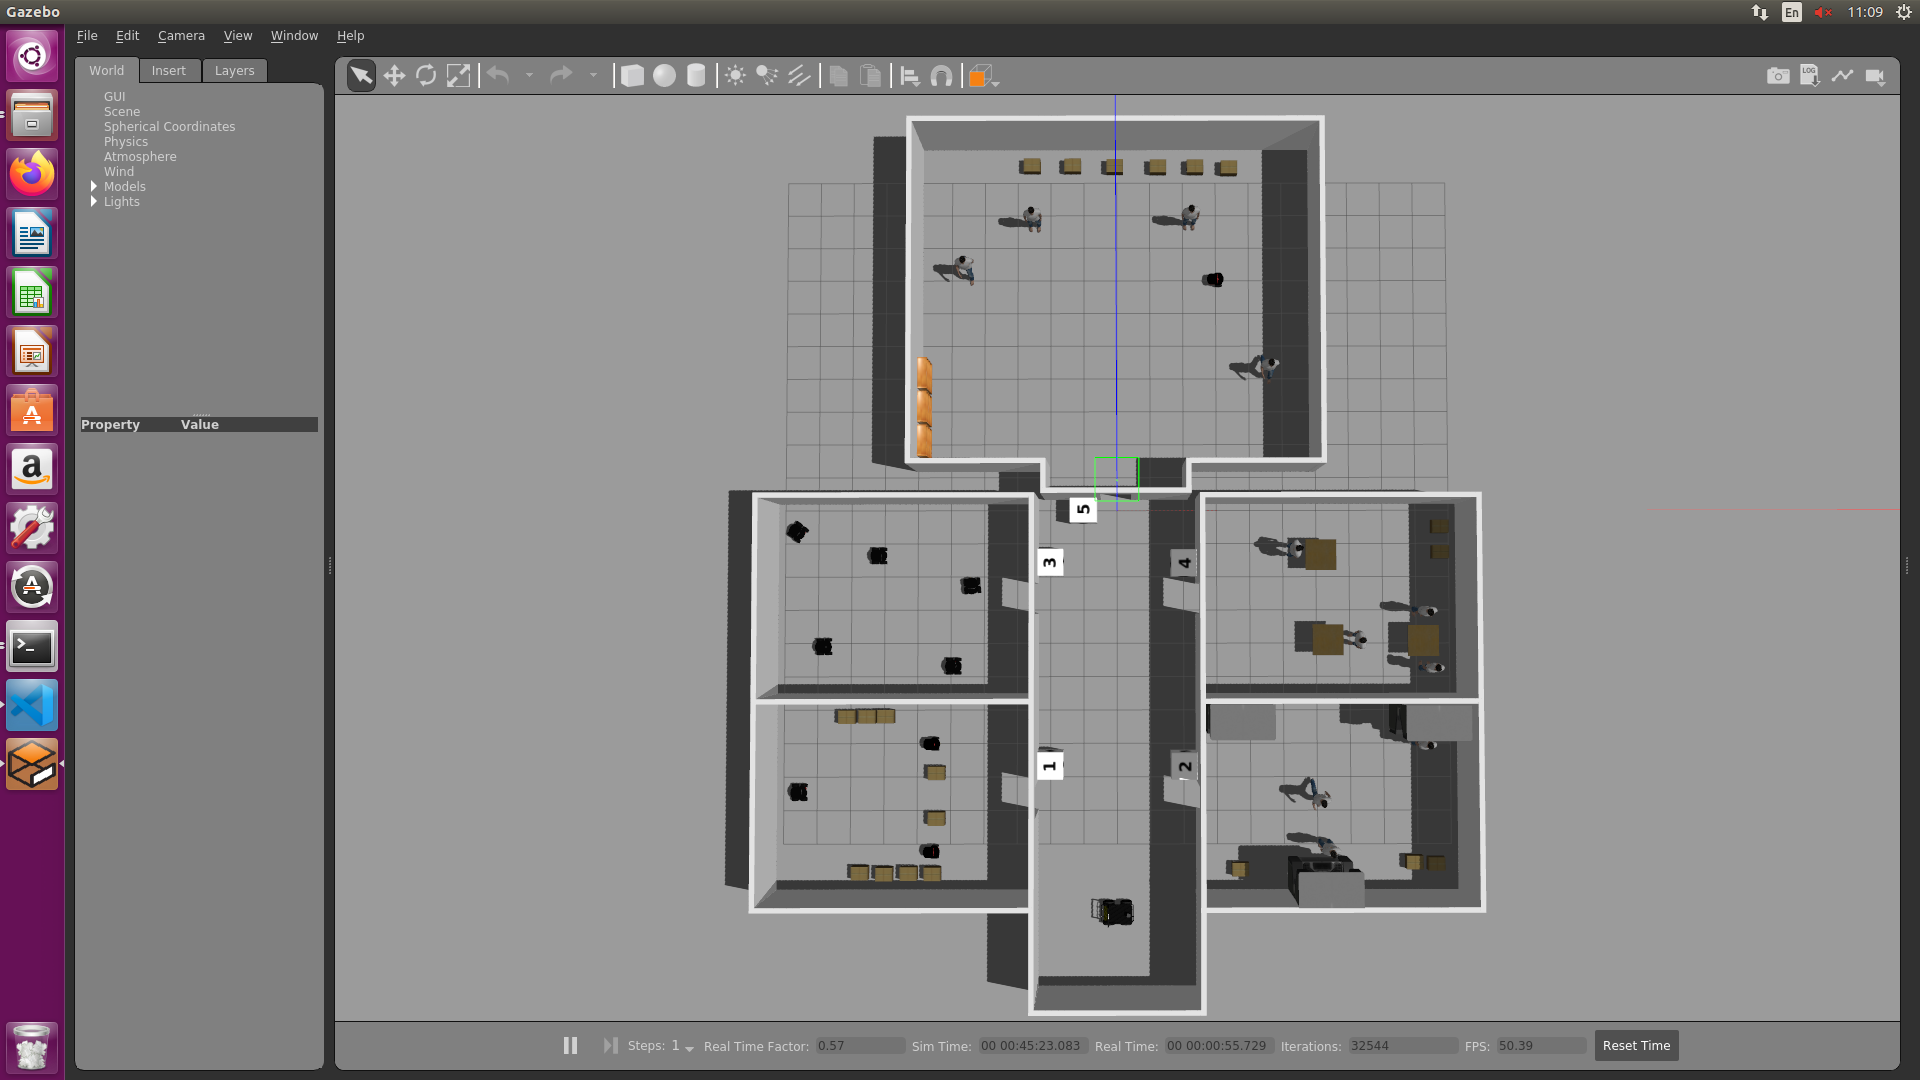 Gazebo
En
11:09
File Edit Camera View Window Help
World Insert Layers
LOG
GUI
Scene
Spherical Coordinates
Physics
Atmosphere
Wind
Models
Lights
Property Value
5
3
4
1
2
Steps: 1 Real Time Factor: 0.57 Sim Time: 00 00:45:23.083 Real Time: 00 00:00:55.729 Iterations: 32544 FPS: 50.39 Reset Time